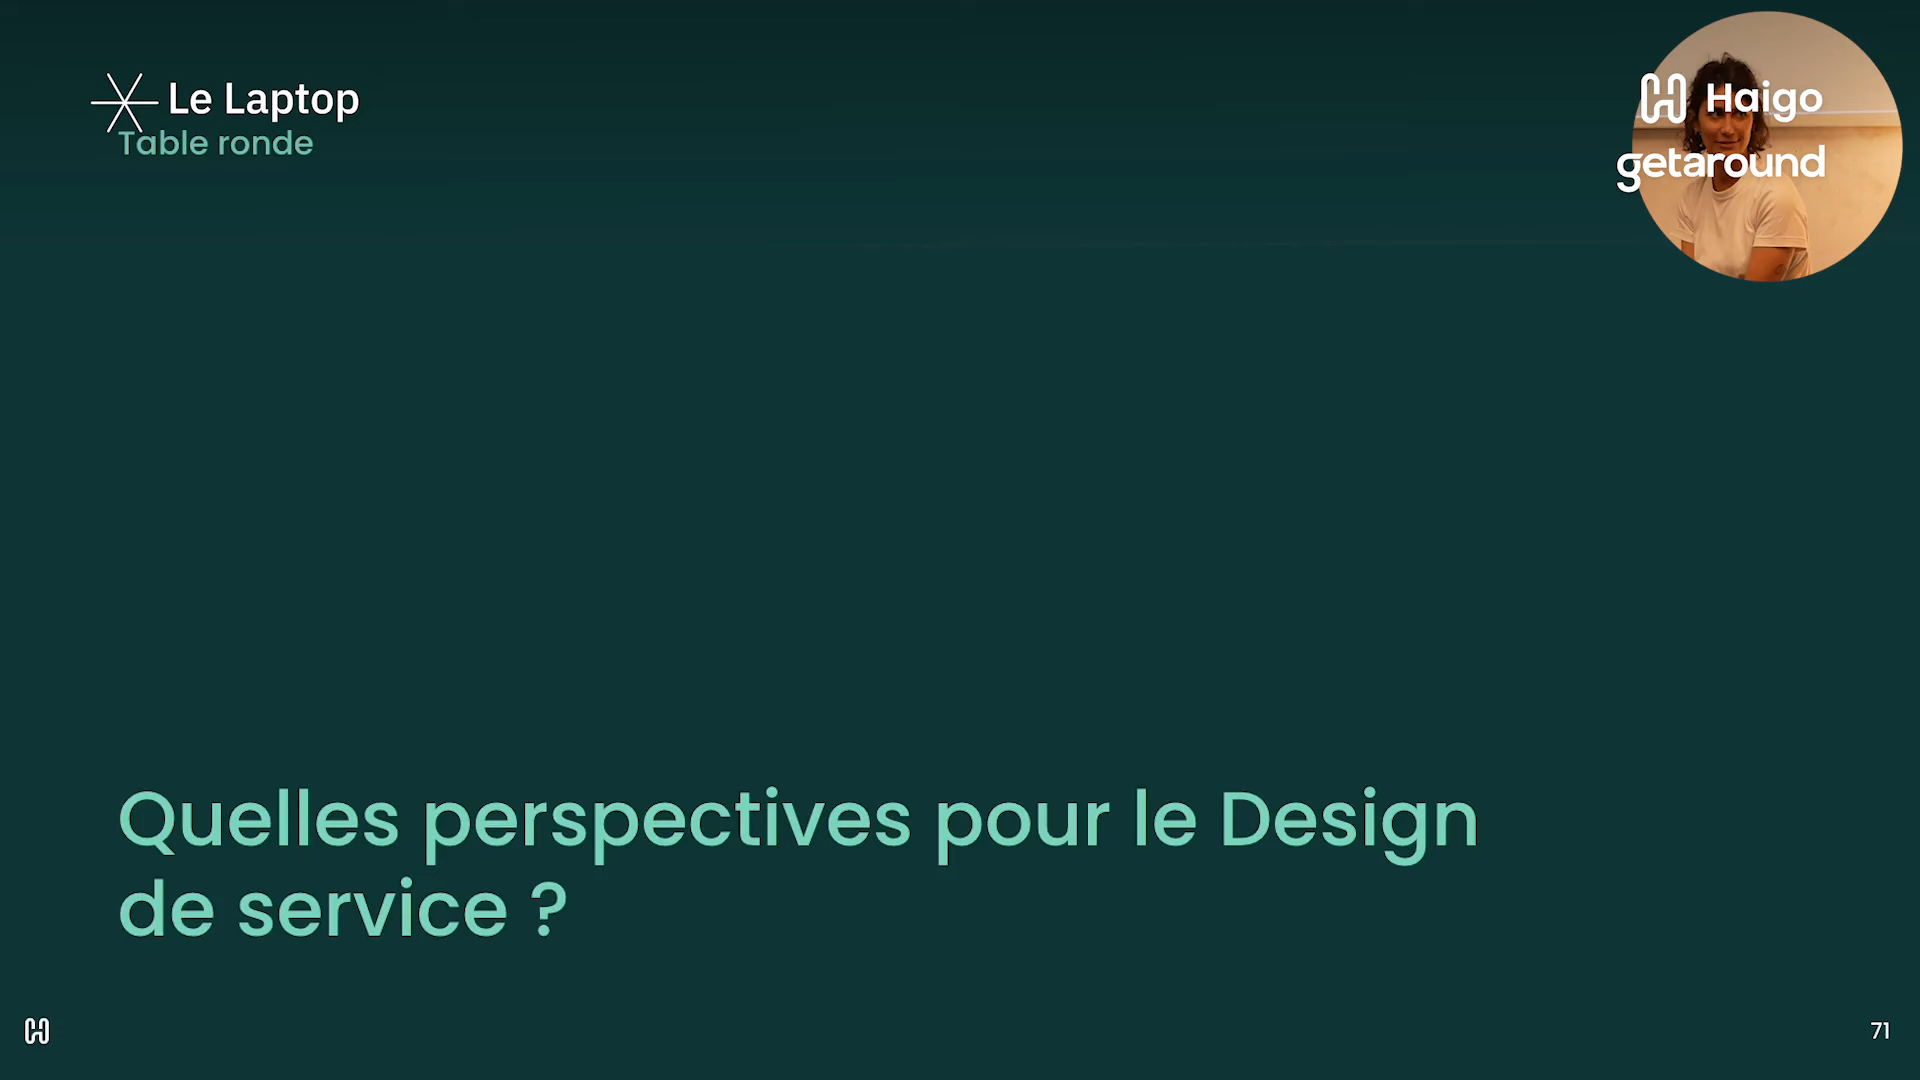 Le Laptop
Table ronde
Haigo
getaround
Quelles perspectives pour le Design
de service ?
71